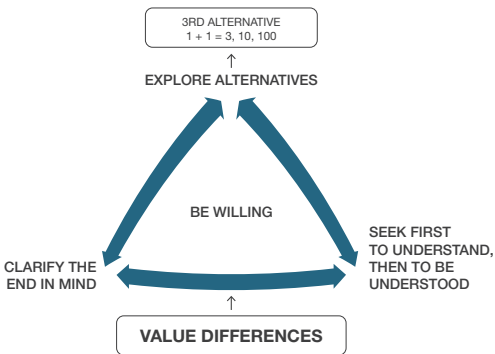 3RD ALTERNATIVE
1 + 1 = 3, 10, 100
EXPLORE ALTERNATIVES
BE WILLING
SEEK FIRST
TO UNDERSTAND,
THEN TO BE
UNDERSTOOD
CLARIFY THE
END IN MIND
VALUE DIFFERENCES